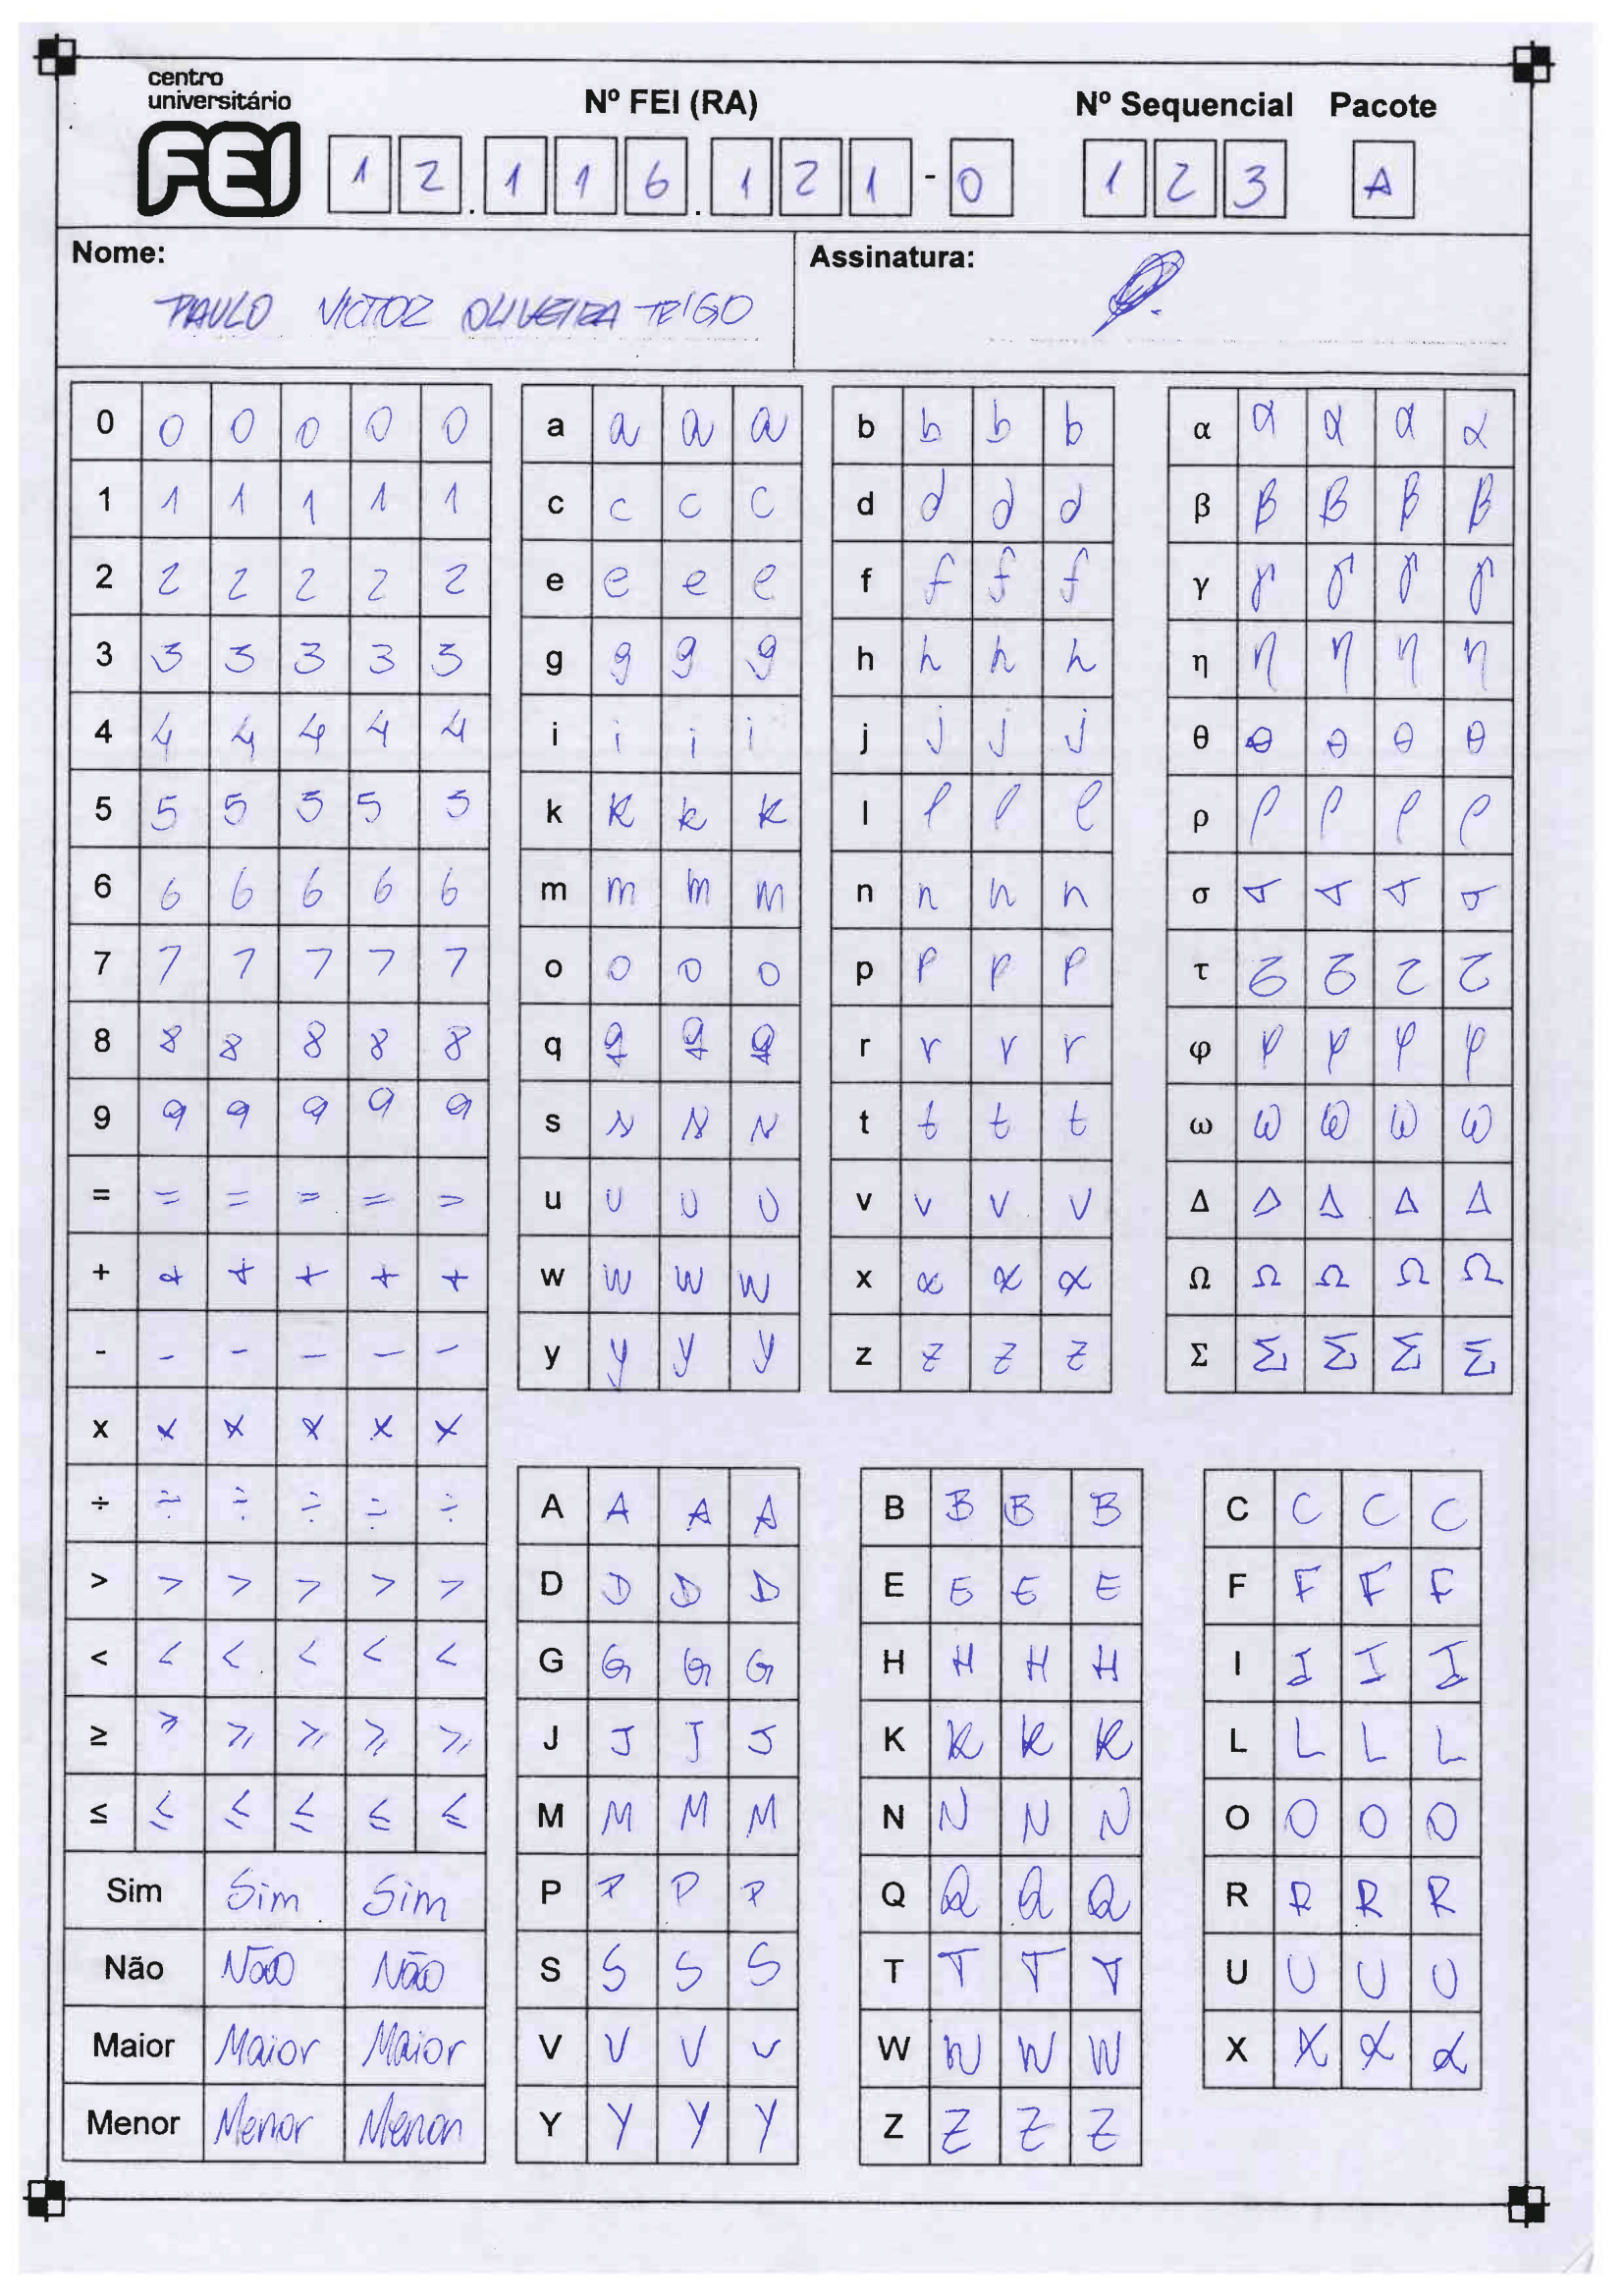 centro
universitário
FEI
Nº FEI (RA)
Nº Sequencial Pacote
1 2 . 1 1 6 . 1 2 1 - 0
1 2 3
A
Nome:
PAULO VICTOR OLIVEIRA TRIGO
Assinatura:
0 0 0 0 0 0
1 1 1 1 1 1
2 2 2 2 2 2
3 3 3 3 3 3
4 4 4 4 4 4
5 5 5 5 5 5
6 6 6 6 6 6
7 7 7 7 7 7
8 8 8 8 8 8
9 9 9 9 9 9
= = = = = =
+ + + + + +
- - - - - -
x x x x x x
÷ ÷ ÷ ÷ ÷ ÷
> > > > > >
< < < < < <
≥ ≥ ≥ ≥ ≥ ≥
≤ ≤ ≤ ≤ ≤ ≤
Sim Sim Sim
Não Não Não
Maior Maior Maior
Menor Menor Menor
a a a a
c c c c
e e e e
g g g g
i i i i
k k k k
m m m m
o o o o
q q q q
s s s s
u u u u
w w w w
y y y y
b b b b
d d d d
f f f f
h h h h
j j j j
l l l l
n n n n
p p p p
r r r r
t t t t
v v v v
x x x x
z z z z
α α α α α
β β β β β
γ γ γ γ γ
η η η η η
θ θ θ θ θ
ρ ρ ρ ρ ρ
σ σ σ σ σ
τ τ τ τ τ
φ φ φ φ φ
ω ω ω ω ω
Δ Δ Δ Δ Δ
Ω Ω Ω Ω Ω
Σ Σ Σ Σ Σ
A A A A
D D D D
G G G G
J J J J
M M M M
P P P P
S S S S
V V V V
Y Y Y Y
B B B B
E E E E
H H H H
K K K K
N N N N
Q Q Q Q
T T T T
W W W W
Z Z Z Z
C C C C
F F F F
I I I I
L L L L
O O O O
R R R R
U U U U
X X X X